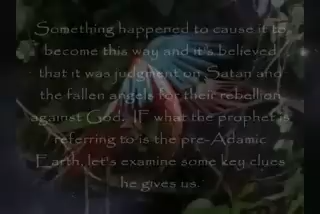 Something happened to cause it to
become this way and it's believed
that it was judgment on Satan and
the fallen angels for their rebellion
against God. IF what the prophet is
referring to is the pre-Adamic
Earth, let's examine some key clues
he gives us.